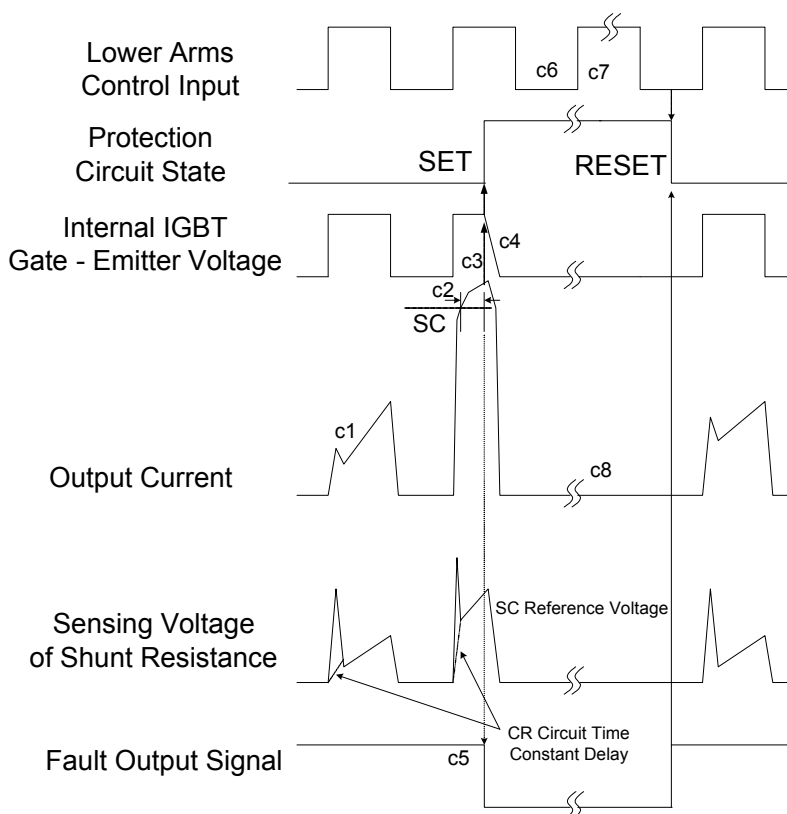 Lower Arms
Control Input
c6
c7
Protection
Circuit State
SET
RESET
Internal IGBT
Gate - Emitter Voltage
c4
c3
c2
SC
c1
Output Current
c8
SC Reference Voltage
Sensing Voltage
of Shunt Resistance
CR Circuit Time
Constant Delay
Fault Output Signal
c5